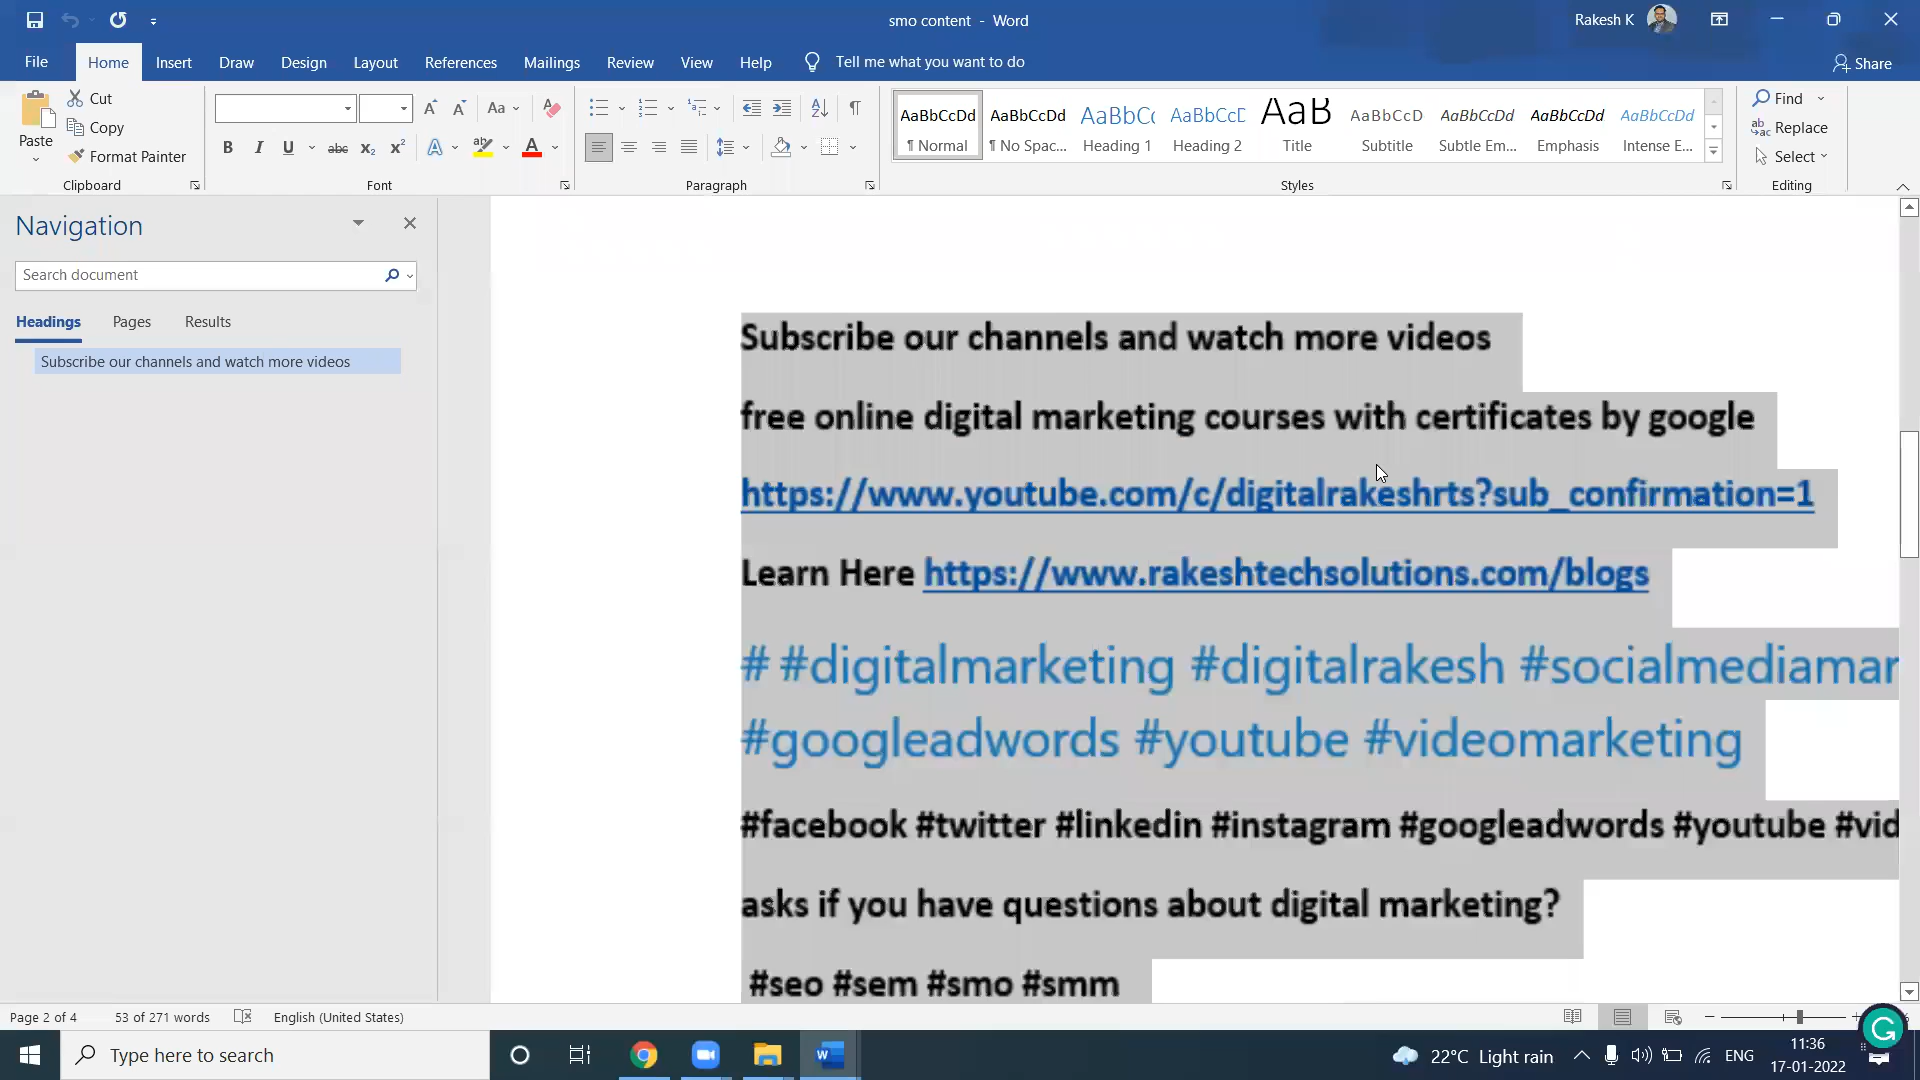 smo content - Word
Rakesh K
File Home Insert Draw Design Layout References Mailings Review View Help Tell me what you want to do
Share
Paste
Cut
Copy
Format Painter
Clipboard
Aa
B I U abc x₂ x² A A
Font
Paragraph
AaBbCcDd AaBbCcDd AaBbCc AaBbCcD AaB AaBbCcD AaBbCcDd AaBbCcDd AaBbCcDd
¶ Normal ¶ No Spac... Heading 1 Heading 2 Title Subtitle Subtle Em... Emphasis Intense E...
Styles
Find
Replace
Select
Editing
Navigation
Search document
Headings Pages Results
Subscribe our channels and watch more videos
Subscribe our channels and watch more videos
free online digital marketing courses with certificates by google
https://www.youtube.com/c/digitalrakeshrts?sub_confirmation=1
Learn Here https://www.rakeshtechsolutions.com/blogs
# #digitalmarketing #digitalrakesh #socialmediamar
#googleadwords #youtube #videomarketing
#facebook #twitter #linkedin #instagram #googleadwords #youtube #vid
asks if you have questions about digital marketing?
#seo #sem #smo #smm
Page 2 of 4 53 of 271 words English (United States)
Type here to search
22°C Light rain
ENG
11:36
17-01-2022